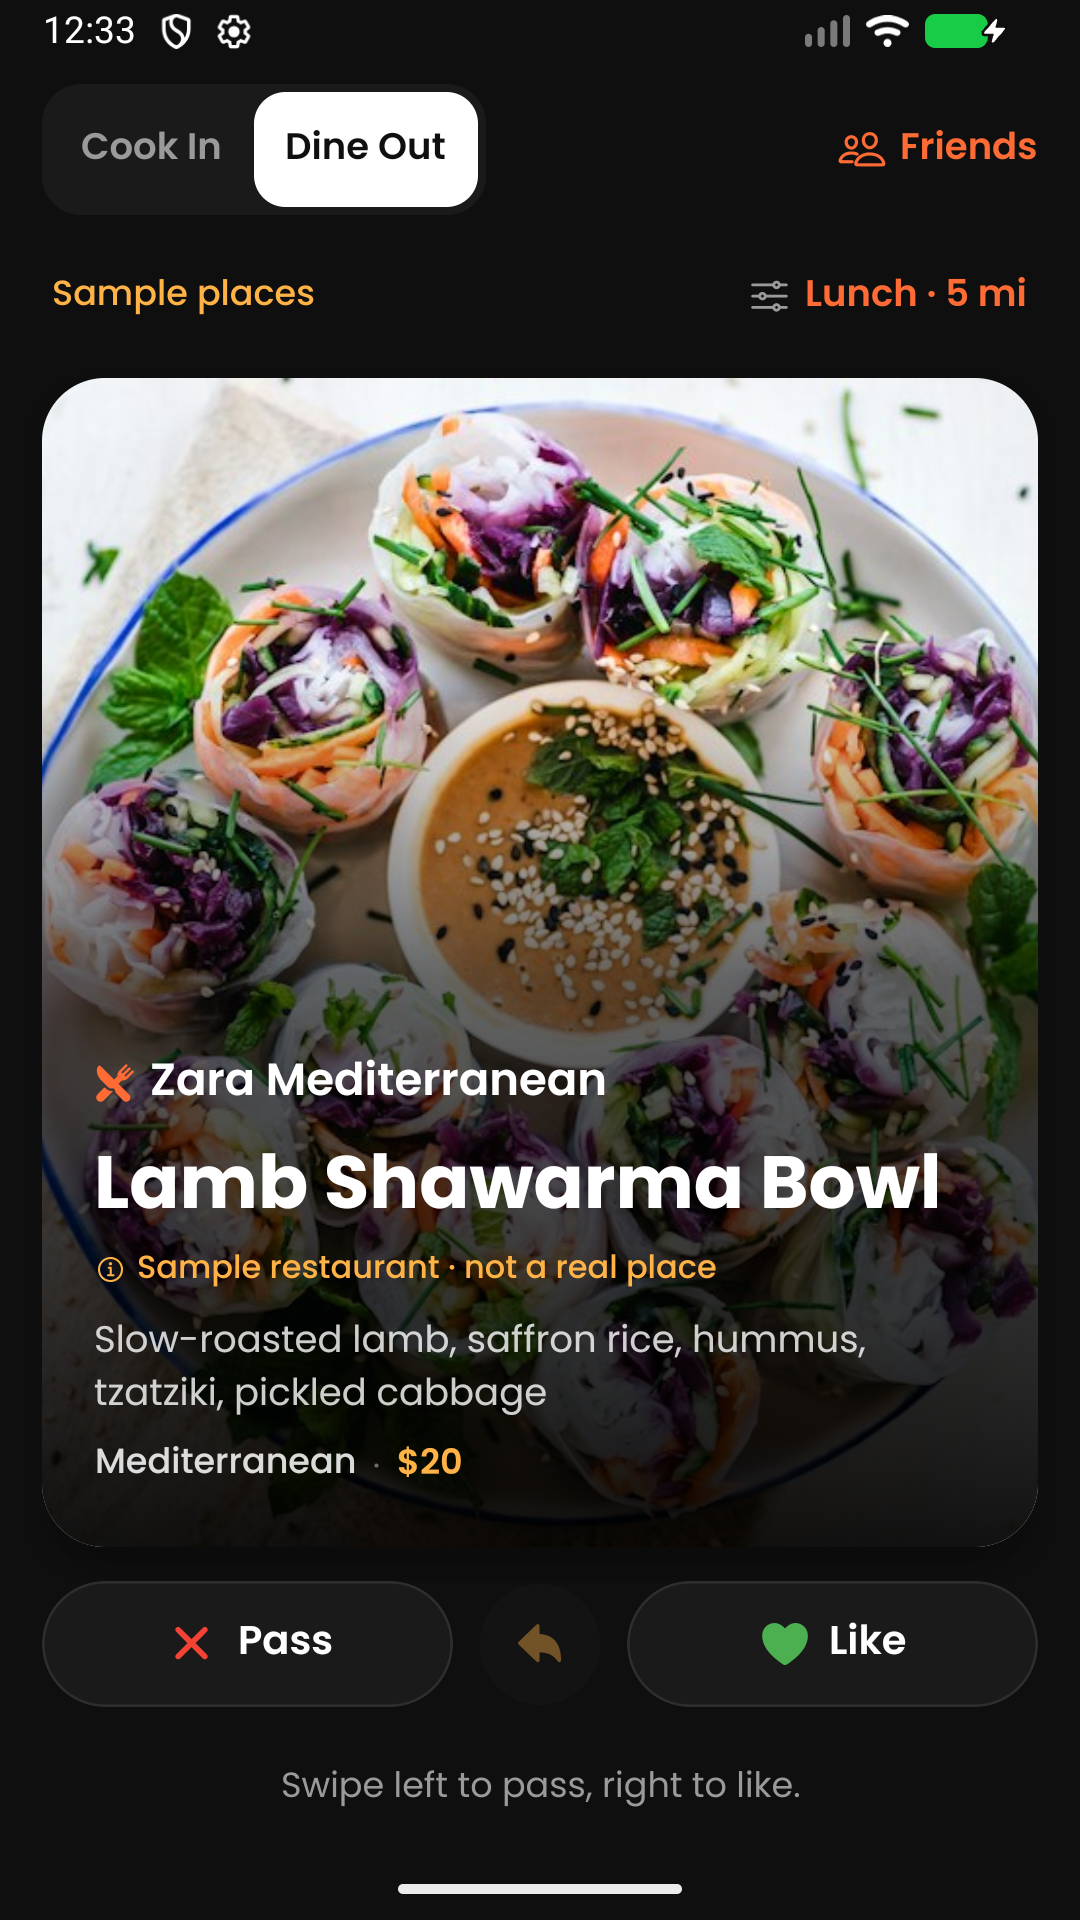 12:33
Cook In
Dine Out
Friends
Sample places
Lunch · 5 mi
Zara Mediterranean
Lamb Shawarma Bowl
Sample restaurant · not a real place
Slow-roasted lamb, saffron rice, hummus,
tzatziki, pickled cabbage
Mediterranean · $20
Pass
Like
Swipe left to pass, right to like.